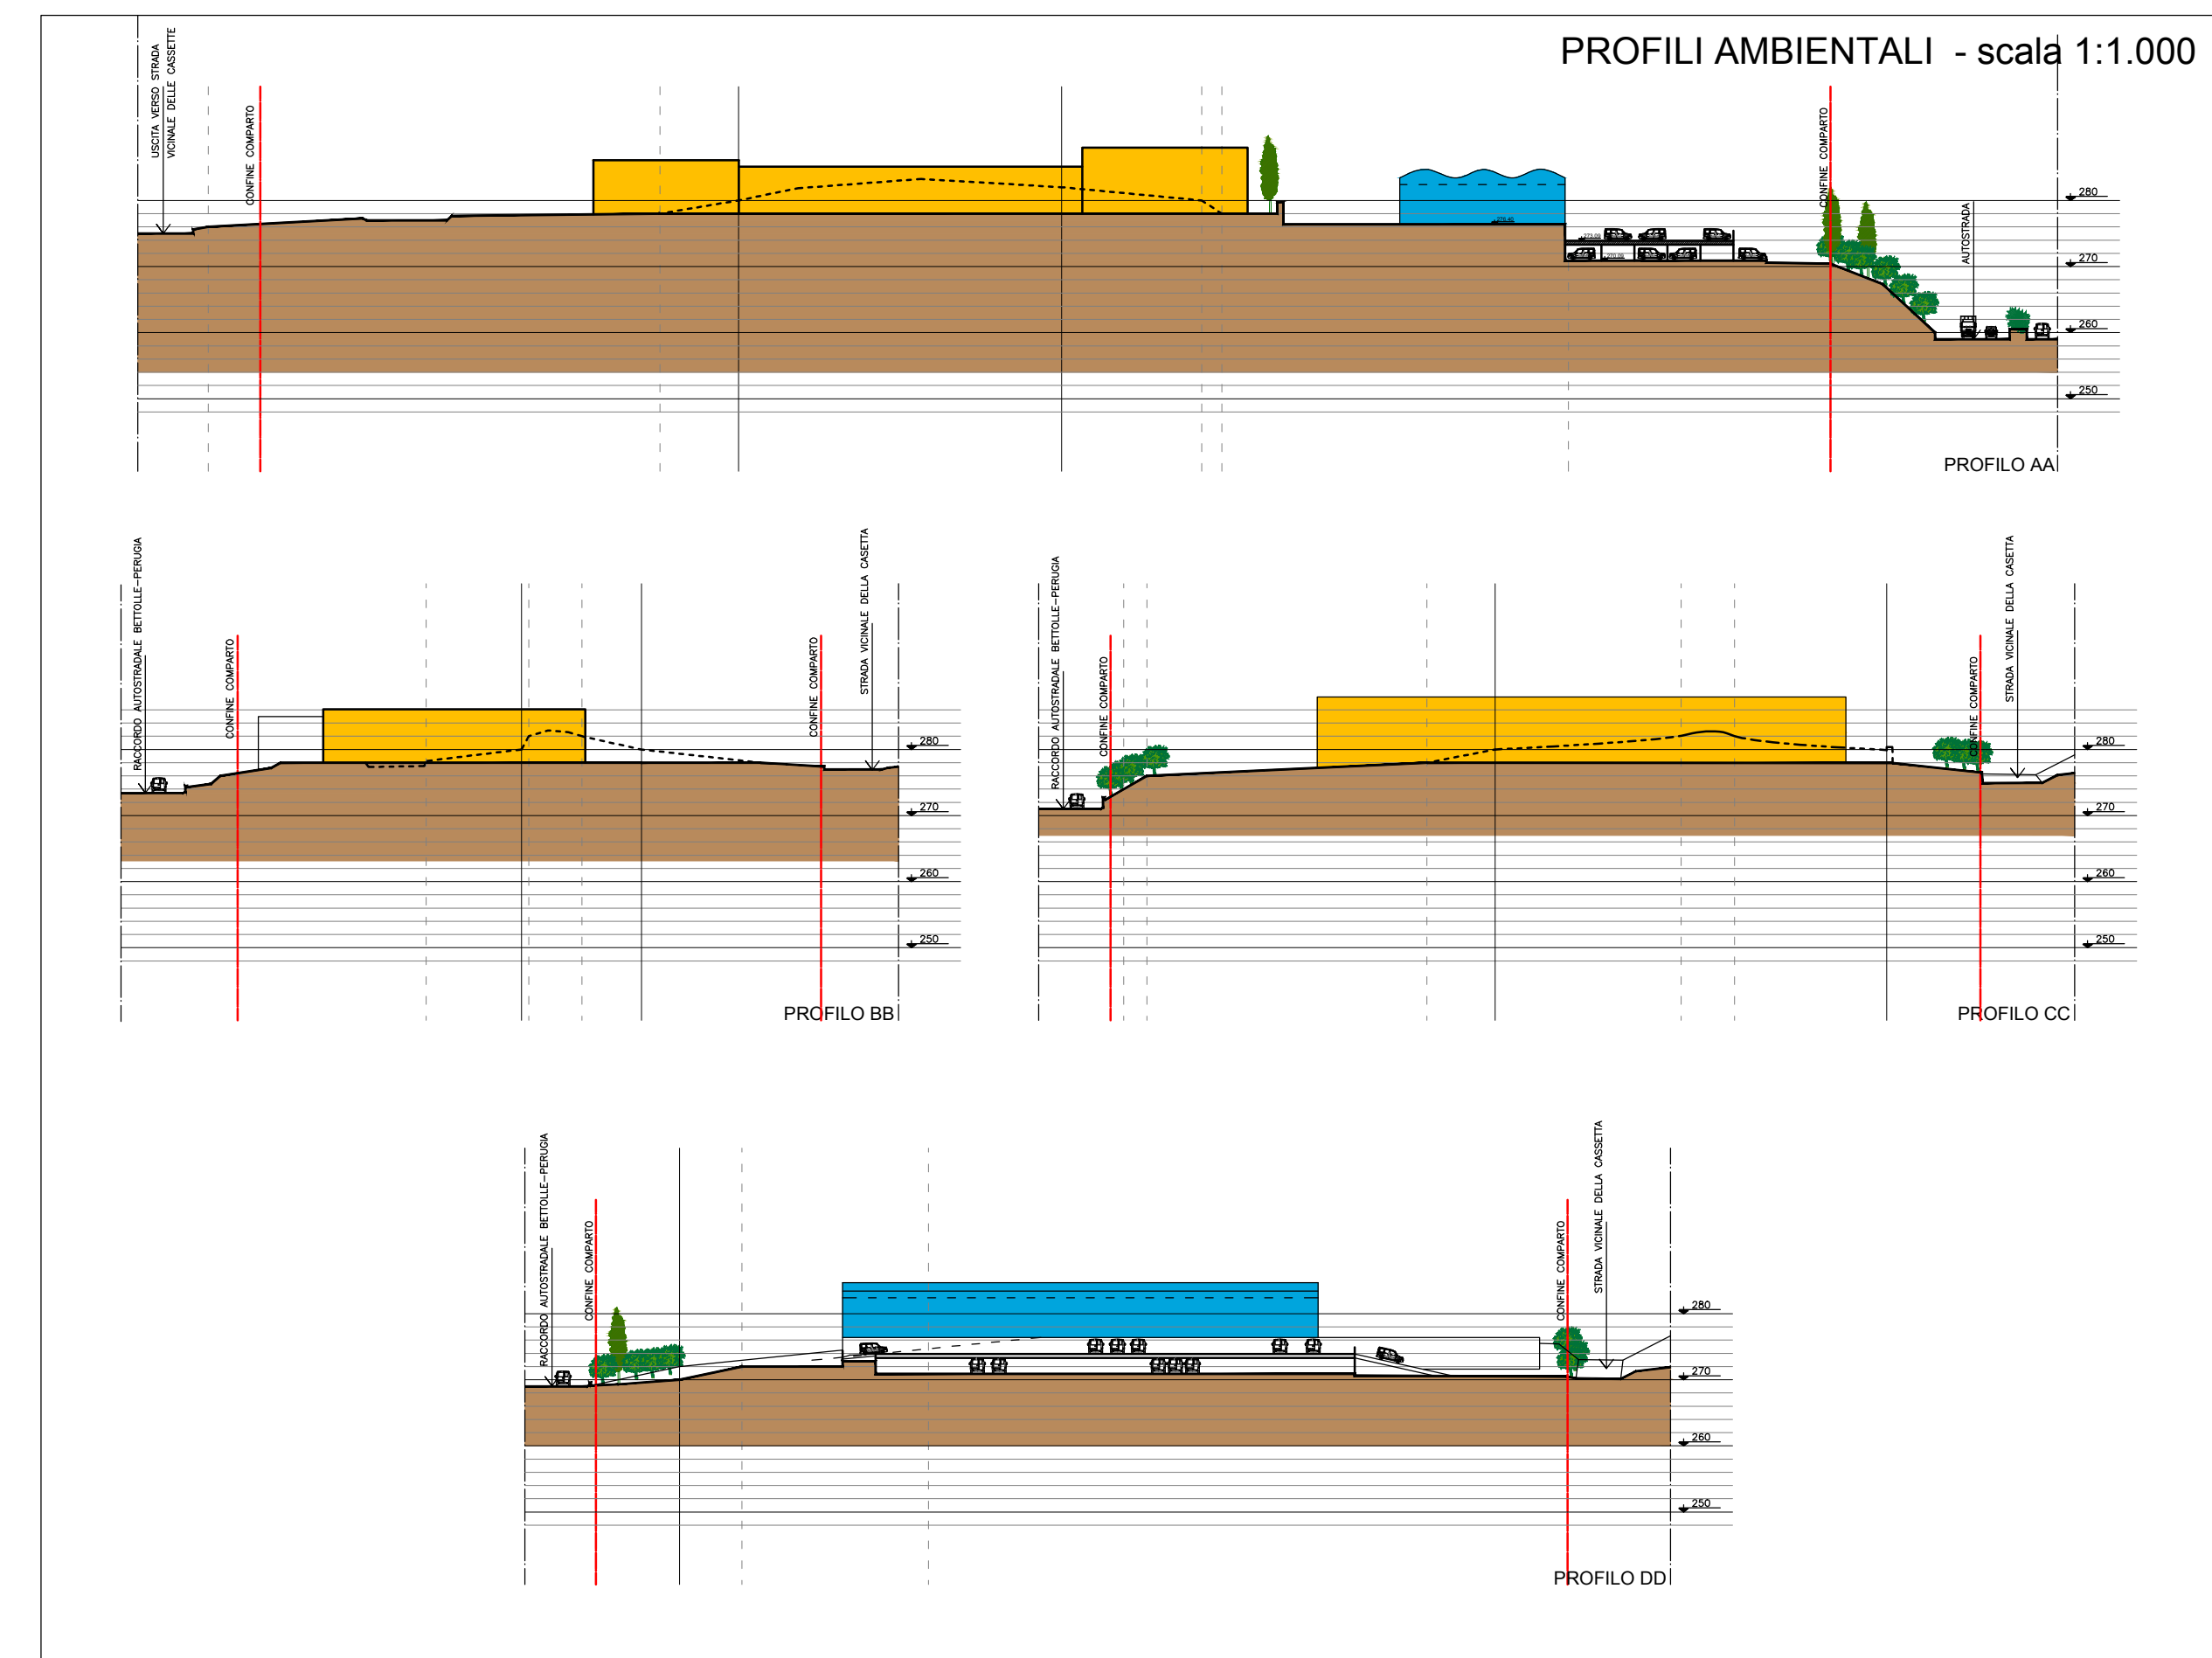 PROFILI AMBIENTALI - scala 1:1.000
USCITA VERSO STRADA
VICINALE DELLE CASSETTE
CONFINE COMPARTO
CONFINE COMPARTO
AUTOSTRADA
280
270
260
250
PROFILO AA
RACCORDO AUTOSTRADALE BETTOLLE-PERUGIA
CONFINE COMPARTO
CONFINE COMPARTO
STRADA VICINALE DELLA CASETTA
280
270
260
250
PROFILO BB
RACCORDO AUTOSTRADALE BETTOLLE-PERUGIA
CONFINE COMPARTO
CONFINE COMPARTO
STRADA VICINALE DELLA CASETTA
280
270
260
250
PROFILO CC
RACCORDO AUTOSTRADALE BETTOLLE-PERUGIA
CONFINE COMPARTO
CONFINE COMPARTO
STRADA VICINALE DELLA CASSETTA
280
270
260
250
PROFILO DD